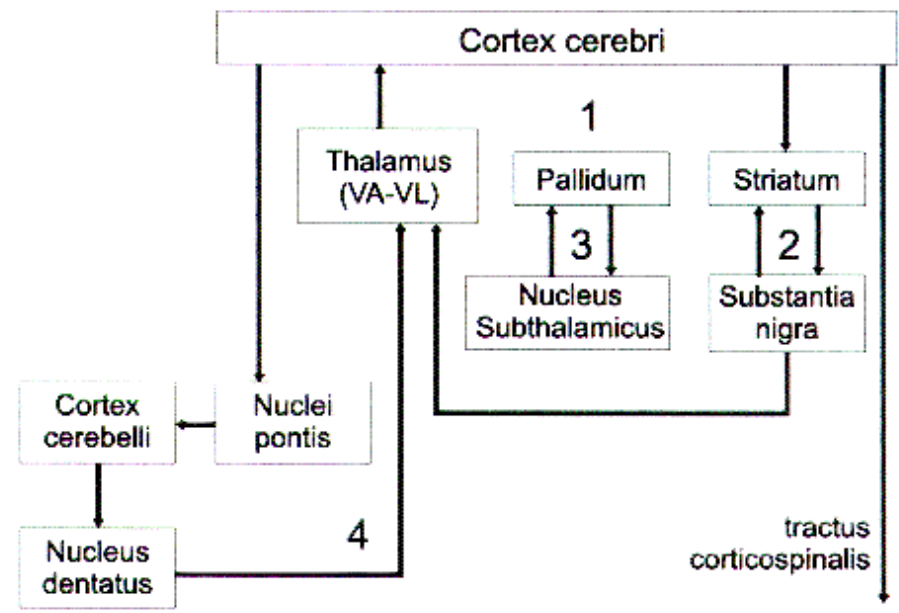 Cortex cerebri
1
Thalamus
(VA-VL)
Pallidum
Striatum
3
2
Nucleus
Subthalamicus
Substantia
nigra
Cortex
cerebelli
Nuclei
pontis
4
Nucleus
dentatus
tractus
corticospinalis